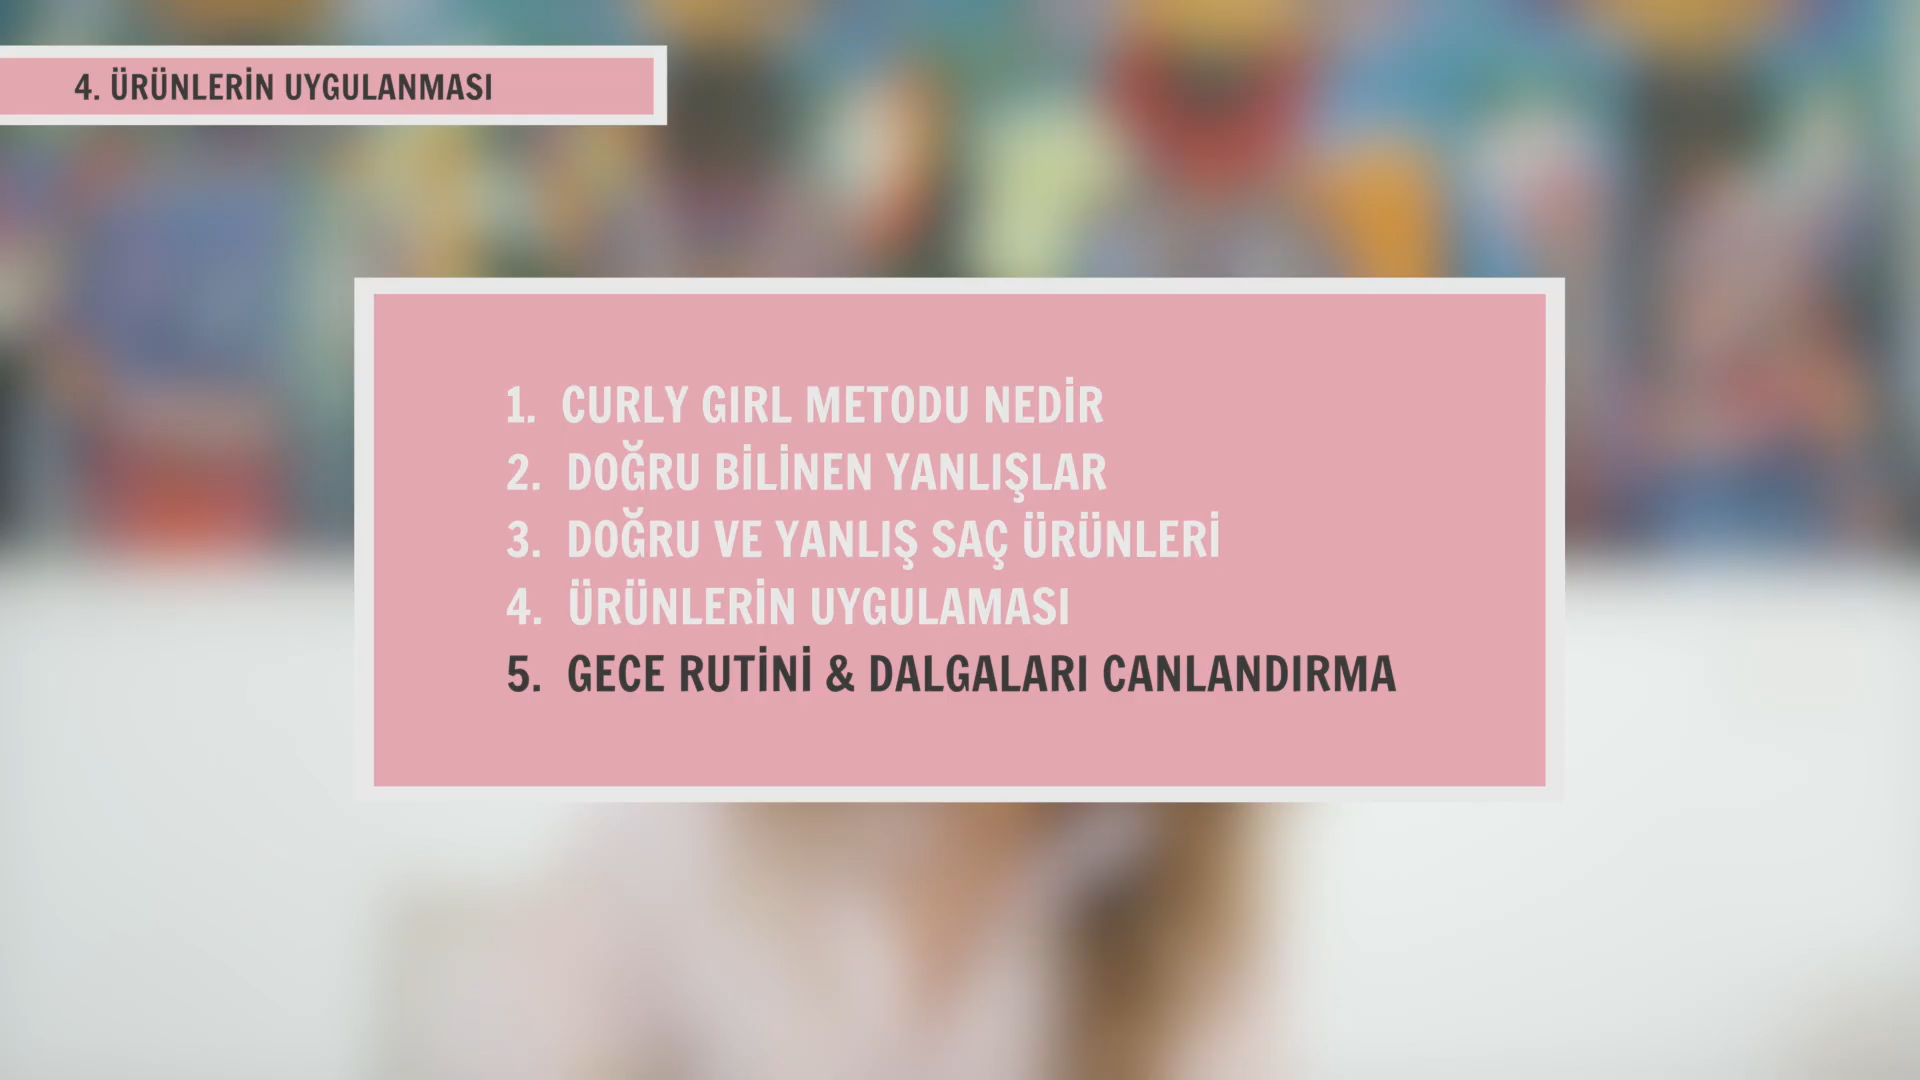 4. ÜRÜNLERİN UYGULANMASI
1. CURLY GIRL METODU NEDİR
2. DOĞRU BİLİNEN YANLIŞLAR
3. DOĞRU VE YANLIŞ SAÇ ÜRÜNLERİ
4. ÜRÜNLERİN UYGULAMASI
5. GECE RUTİNİ & DALGALARI CANLANDIRMA